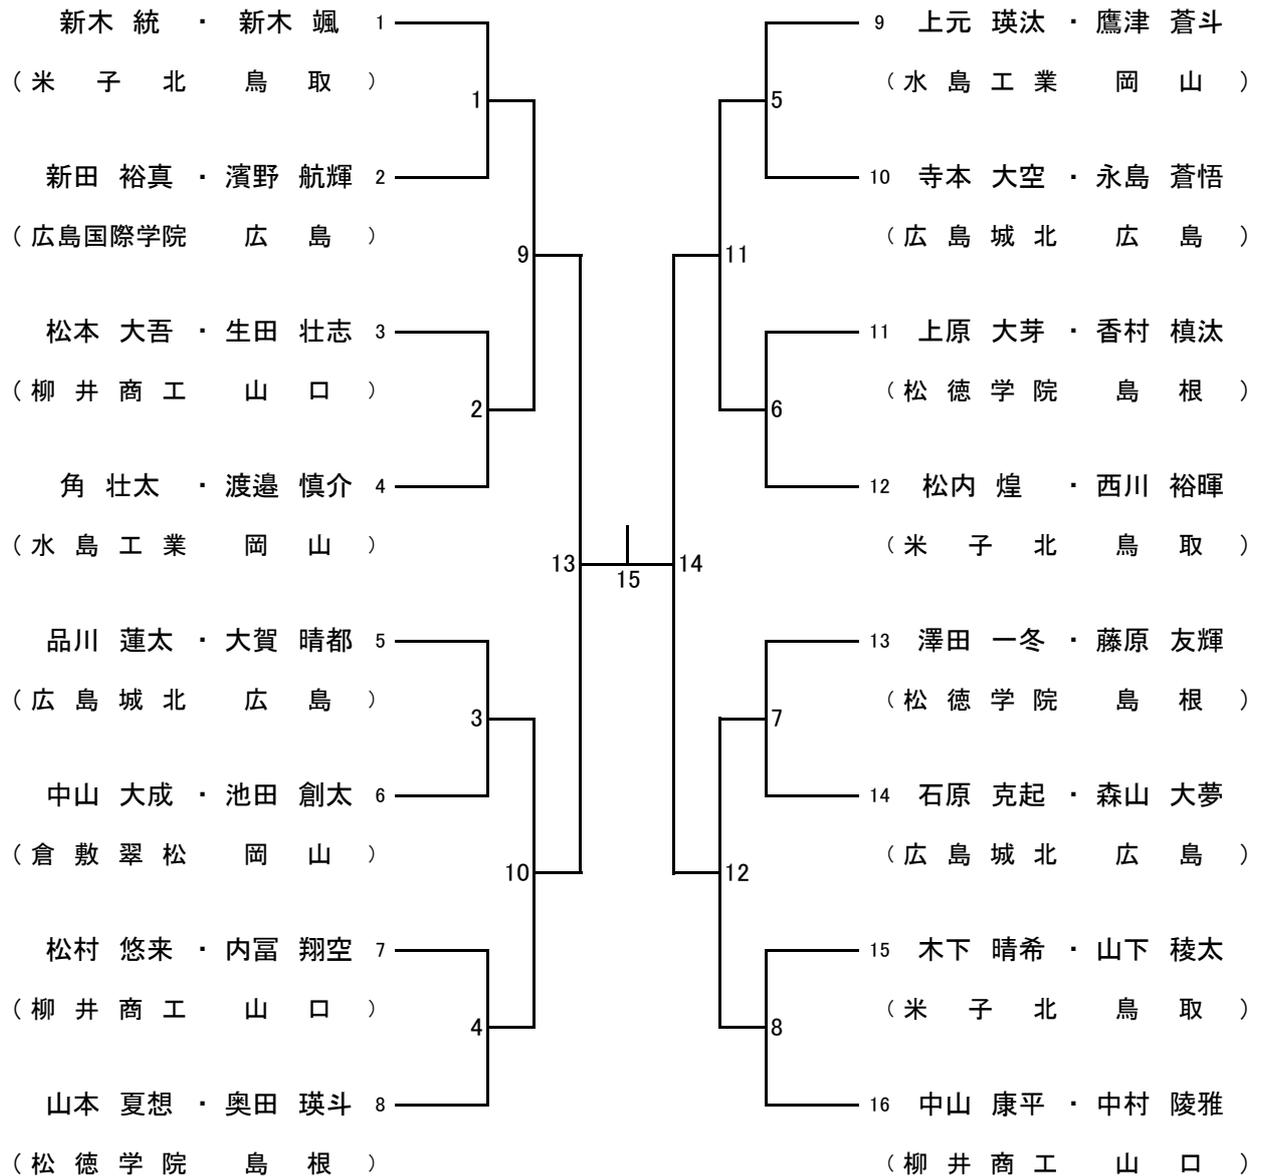 新木 統 ・ 新木 颯 1
（米子北 鳥取）
1
新田 裕真 ・ 濱野 航輝 2
（広島国際学院 広島）
9
松本 大吾 ・ 生田 壮志 3
（柳井商工 山口）
2
角 壮太 ・ 渡邉 慎介 4
（水島工業 岡山）
13
品川 蓮太 ・ 大賀 晴都 5
（広島城北 広島）
3
中山 大成 ・ 池田 創太 6
（倉敷翠松 岡山）
10
松村 悠来 ・ 内冨 翔空 7
（柳井商工 山口）
4
山本 夏想 ・ 奥田 瑛斗 8
（松徳学院 島根）
15
9 上元 瑛汰 ・ 鷹津 蒼斗
（水島工業 岡山）
5
10 寺本 大空 ・ 永島 蒼悟
（広島城北 広島）
11
11 上原 大芽 ・ 香村 槙汰
（松徳学院 島根）
6
12 松内 煌 ・ 西川 裕暉
（米子北 鳥取）
14
13 澤田 一冬 ・ 藤原 友輝
（松徳学院 島根）
7
14 石原 克起 ・ 森山 大夢
（広島城北 広島）
12
15 木下 晴希 ・ 山下 稜太
（米子北 鳥取）
8
16 中山 康平 ・ 中村 陵雅
（柳井商工 山口）